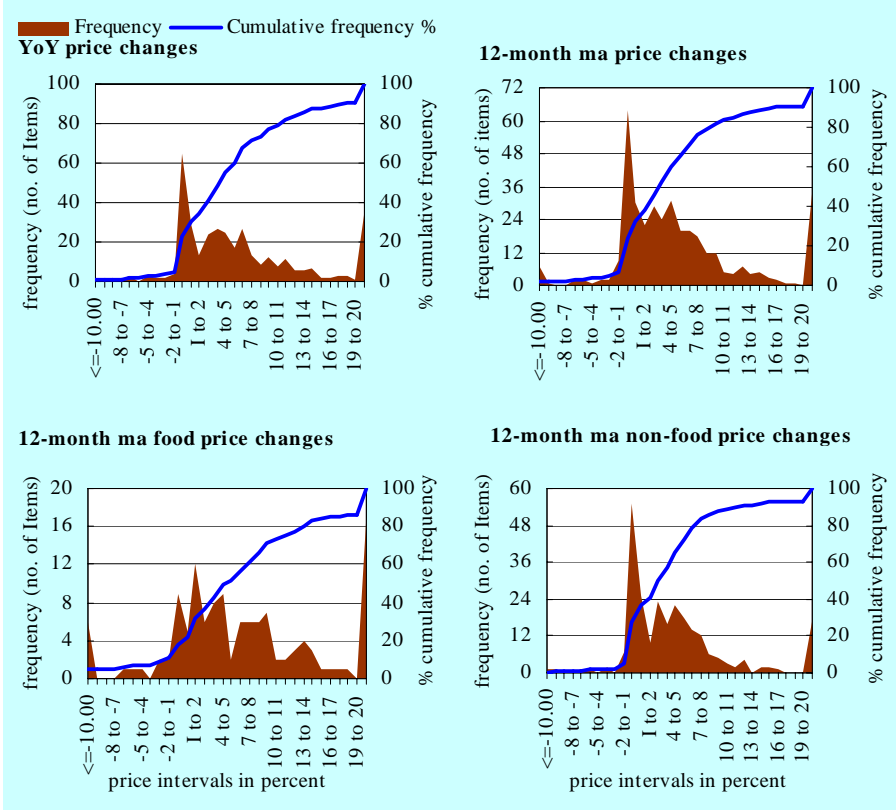 Frequency Cumulative frequency %
YoY price changes
100
80
60
40
20
0
100
80
60
40
20
0
frequency (no. of Items)
% cumulative frequency
<=-10.00
-8 to -7
-5 to -4
-2 to -1
1 to 2
4 to 5
7 to 8
10 to 11
13 to 14
16 to 17
19 to 20
12-month ma price changes
72
60
48
36
24
12
0
100
80
60
40
20
0
frequency (no. of items)
% cumulative frequency
<=-10.00
-8 to -7
-5 to -4
-2 to -1
1 to 2
4 to 5
7 to 8
10 to 11
13 to 14
16 to 17
19 to 20
12-month ma food price changes
20
16
12
8
4
0
100
80
60
40
20
0
frequency (no. of Items)
% cumulative frequency
<=-10.00
-8 to -7
-5 to -4
-2 to -1
1 to 2
4 to 5
7 to 8
10 to 11
13 to 14
16 to 17
19 to 20
price intervals in percent
12-month ma non-food price changes
60
48
36
24
12
0
100
80
60
40
20
0
frequency (no. of Items)
% cumulative frequency
<=-10.00
-8 to -7
-5 to -4
-2 to -1
1 to 2
4 to 5
7 to 8
10 to 11
13 to 14
16 to 17
19 to 20
price intervals in percent